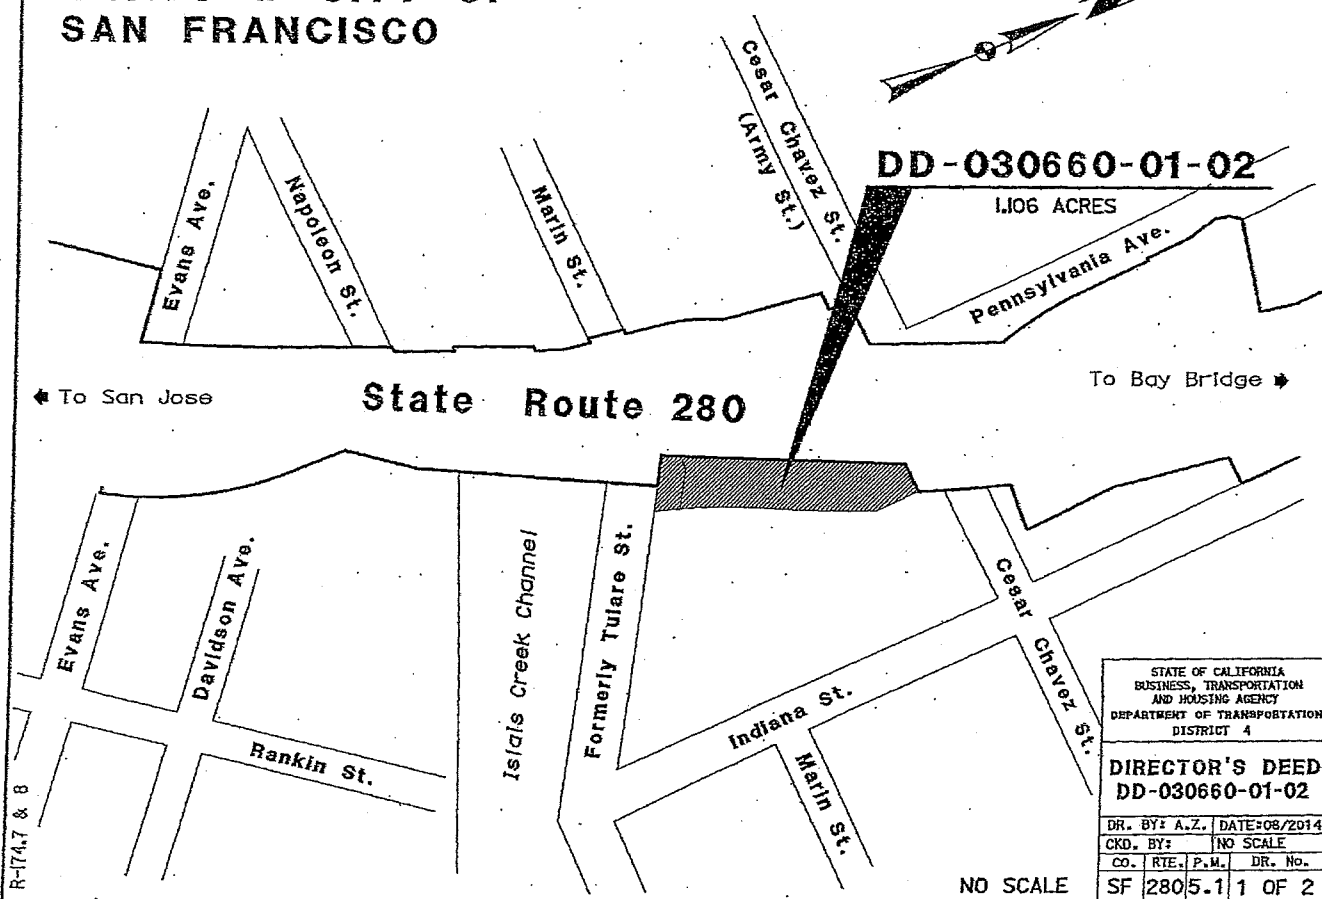 SAN FRANCISCO
Cesar Chavez St.
(Army St.)
DD-030660-01-02
1.106 ACRES
Evans Ave.
Napoleon St.
Marin St.
Pennsylvania Ave.
To San Jose
State Route 280
To Bay Bridge
Evans Ave.
Davidson Ave.
Rankin St.
Islais Creek Channel
Formerly Tulare St.
Indiana St.
Marin St.
Cesar Chavez St.
R-174.7 & 8
NO SCALE
STATE OF CALIFORNIA
BUSINESS, TRANSPORTATION
AND HOUSING AGENCY
DEPARTMENT OF TRANSPORTATION
DISTRICT 4
DIRECTOR'S DEED
DD-030660-01-02
DR. BY: A.Z. DATE:08/2014
CKD. BY: NO SCALE
CO. RTE. P.M. DR. No.
SF 280 5.1 1 OF 2